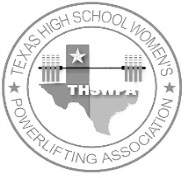 TEXAS HIGH SCHOOL WOMEN'S
THSWPA
POWERLIFTING ASSOCIATION